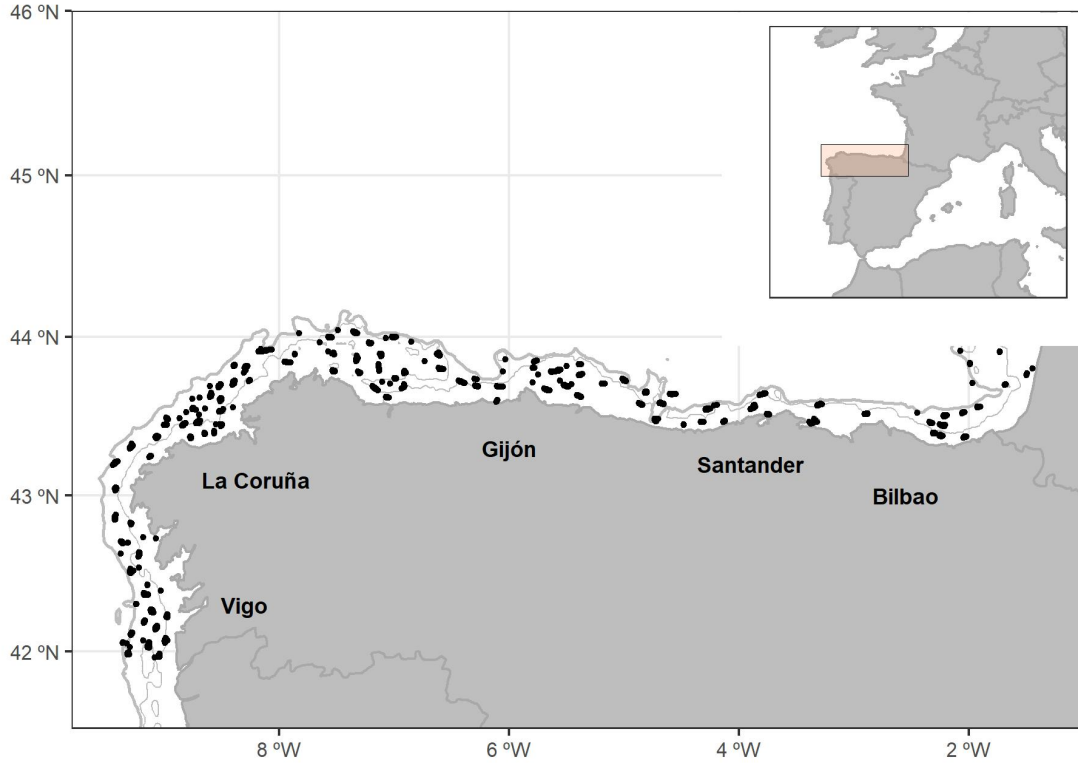 46 ºN
45 ºN
44 ºN
43 ºN
42 ºN
La Coruña
Gijón
Santander
Bilbao
Vigo
8 ºW
6 ºW
4 ºW
2 ºW